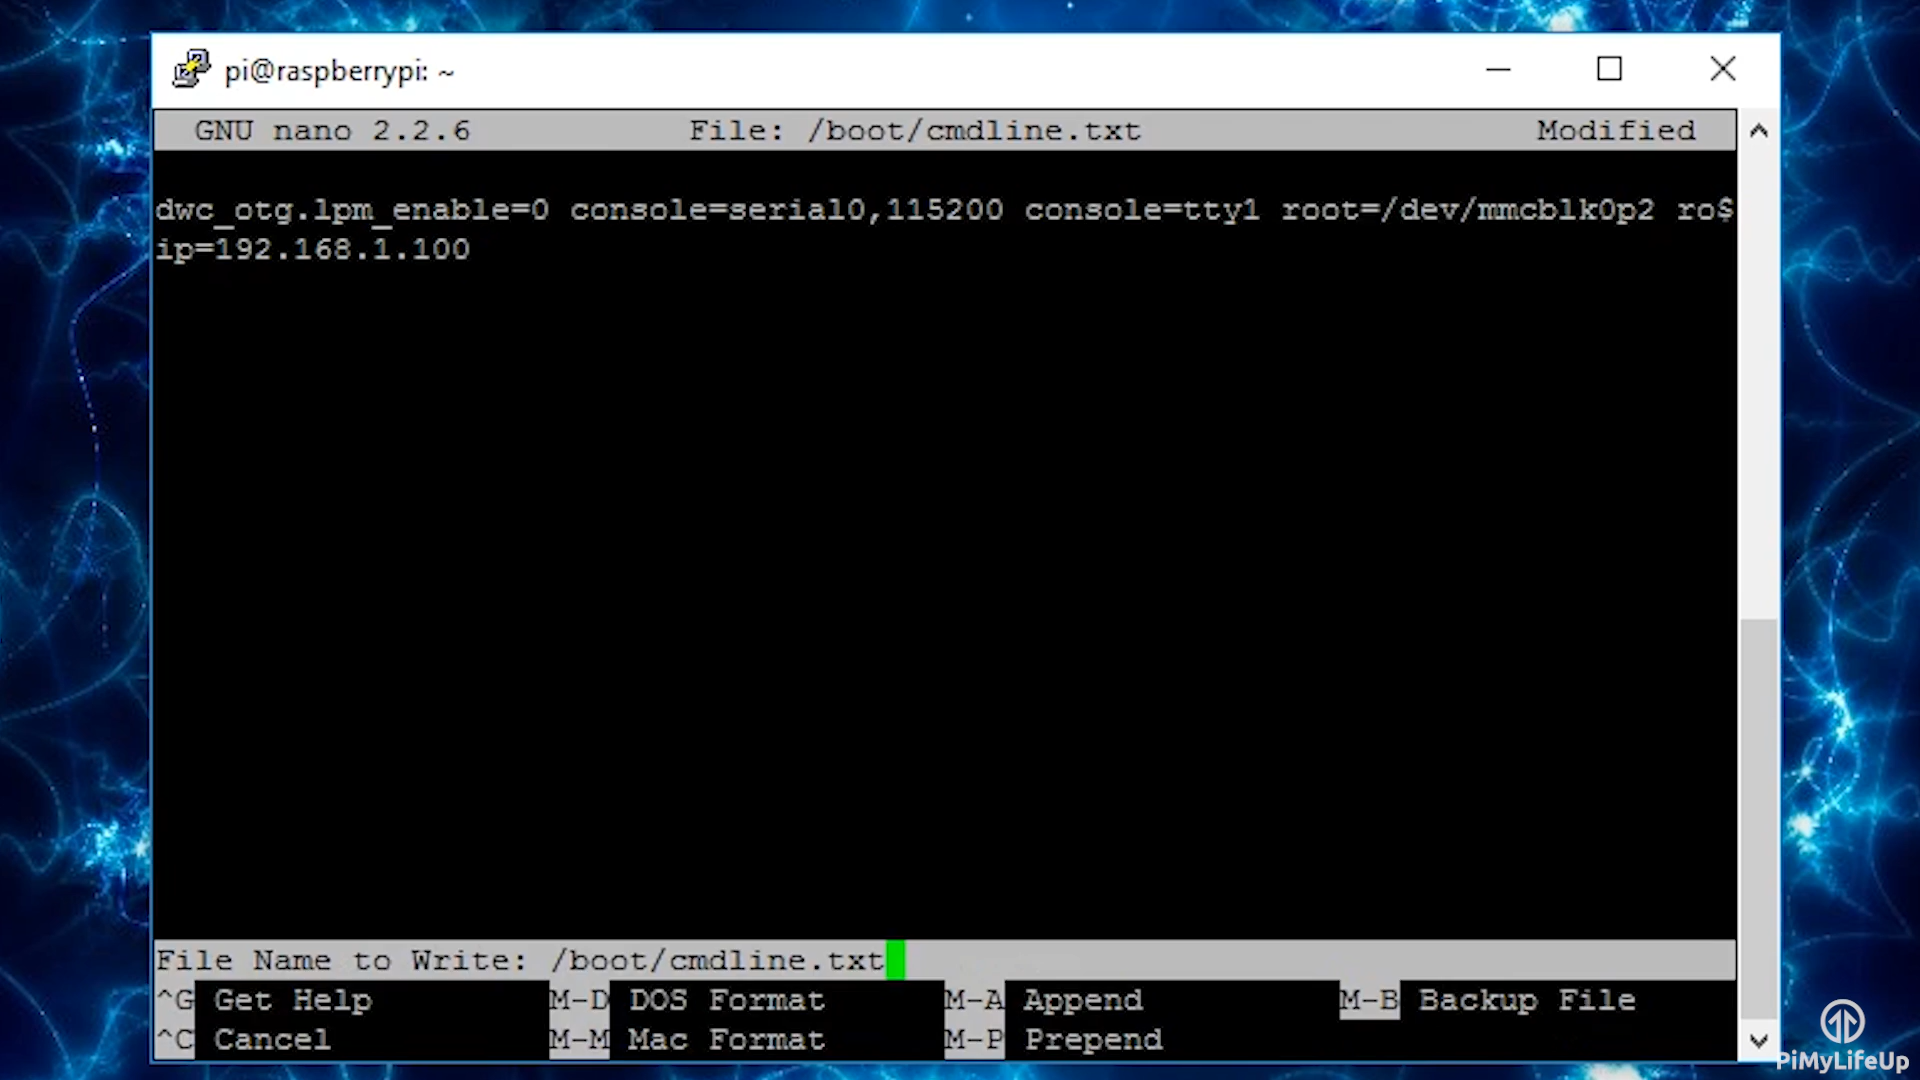 pi@raspberrypi: ~
GNU nano 2.2.6 File: /boot/cmdline.txt Modified
dwc_otg.lpm_enable=0 console=serial0,115200 console=tty1 root=/dev/mmcblk0p2 ro$
ip=192.168.1.100
File Name to Write: /boot/cmdline.txt
^G Get Help M-D DOS Format M-A Append M-B Backup File
^C Cancel M-M Mac Format M-P Prepend
PiMyLifeUp